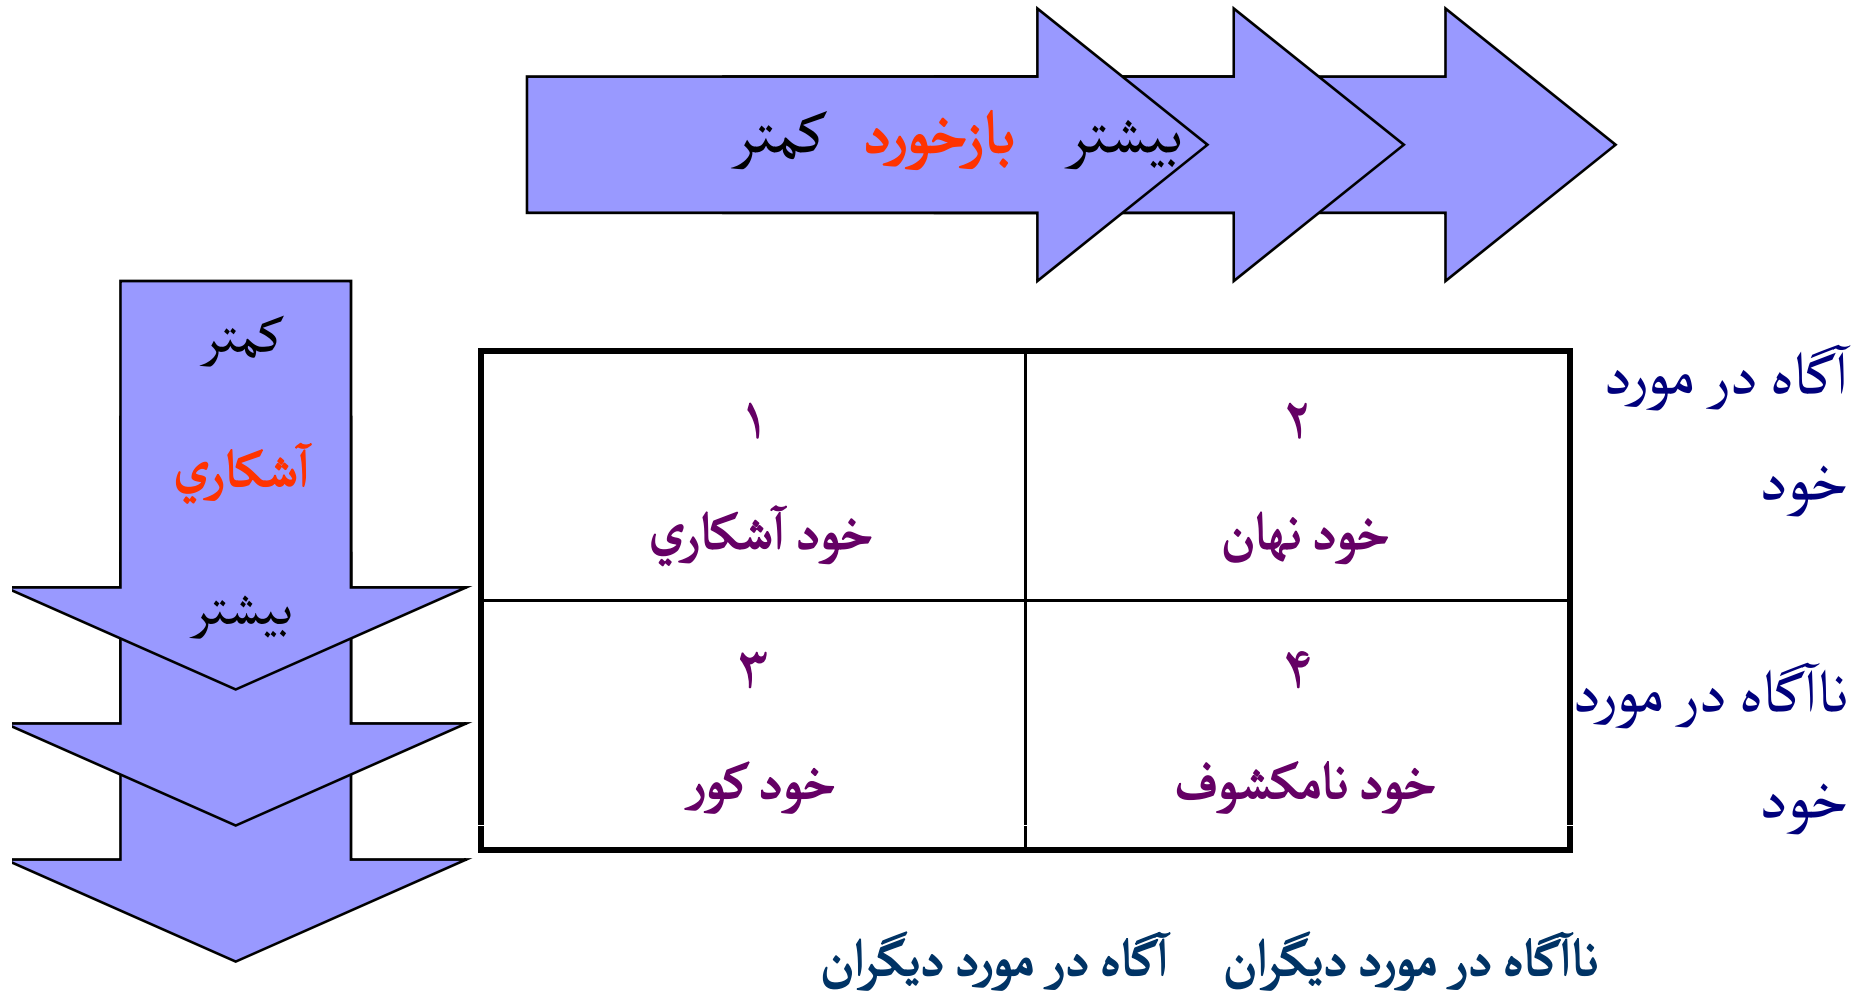 بیشتر بازخورد کمتر
کمتر
آشکاري
بیشتر
آگاه در مورد
خود
۲
خود نهان
۱
خود آشکاري
ناآگاه در مورد
خود
۴
خود نامکشوف
۳
خود کور
ناآگاه در مورد دیگران آگاه در مورد دیگران